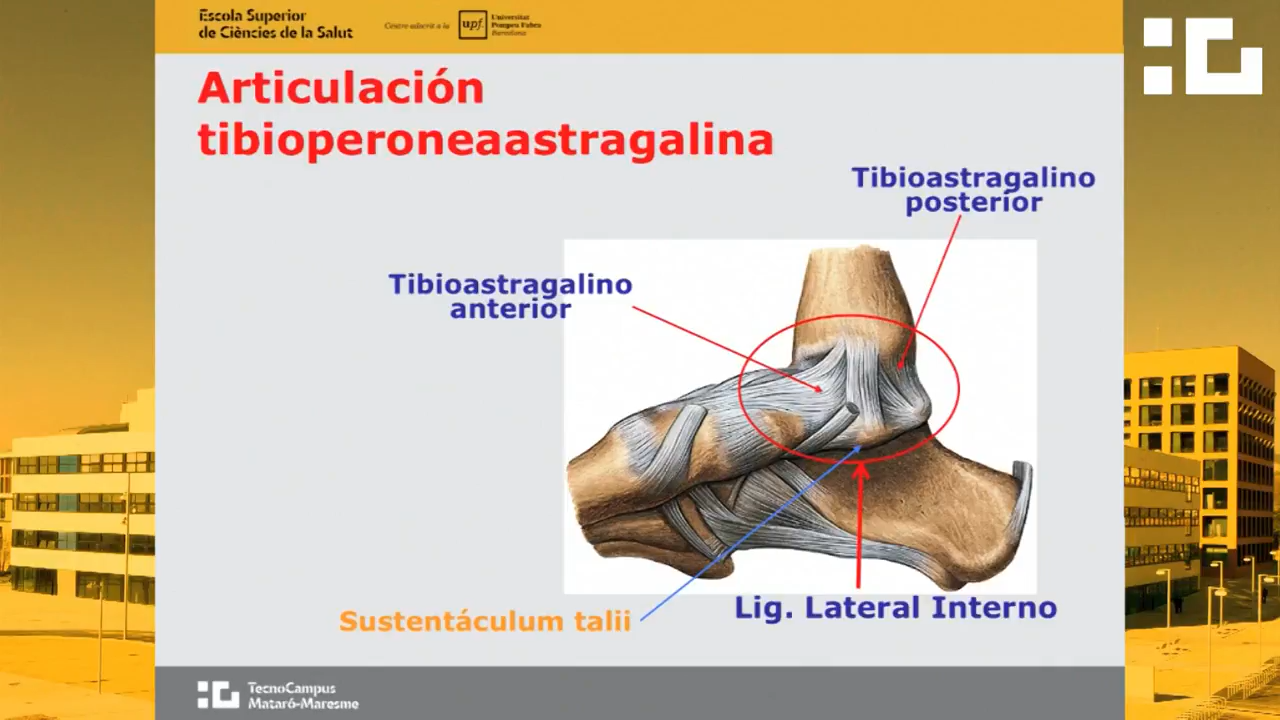 Escola Superior
de Ciències de la Salut
Centre adscrit a la
upf.
Universitat
Pompeu Fabra
Barcelona
Articulación
tibioperoneaastragalina
Tibioastragalino
posterior
Tibioastragalino
anterior
Sustentáculum talii
Lig. Lateral Interno
TecnoCampus
Mataró-Maresme